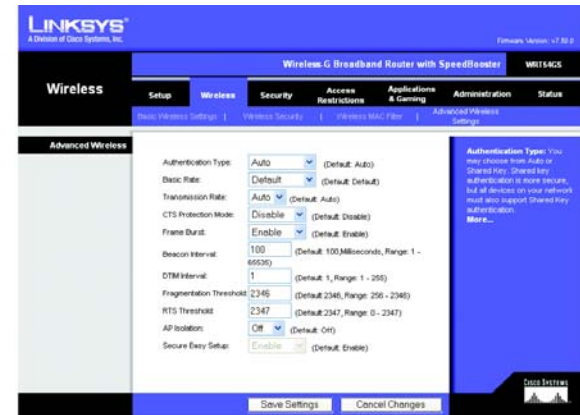 LINKSYS®
A Division of Cisco Systems, Inc.
Firmware Version: v7.50.0
Wireless-G Broadband Router with SpeedBooster
WRT54GS
Wireless
Setup
Wireless
Security
Access Restrictions
Applications & Gaming
Administration
Status
Basic Wireless Settings | Wireless Security | Wireless MAC Filter | Advanced Wireless Settings
Advanced Wireless
Authentication Type: Auto (Default: Auto)
Basic Rate: Default (Default: Default)
Transmission Rate: Auto (Default: Auto)
CTS Protection Mode: Disable (Default: Disable)
Frame Burst: Enable (Default: Enable)
Beacon Interval: 100 (Default: 100, Milliseconds, Range: 1 - 65535)
DTIM Interval: 1 (Default: 1, Range: 1 - 255)
Fragmentation Threshold: 2346 (Default: 2346, Range: 256 - 2346)
RTS Threshold: 2347 (Default: 2347, Range: 0 - 2347)
AP Isolation: Off (Default: Off)
Secure Easy Setup: Enable (Default: Enable)
Authentication Type: You
may choose from Auto or
Shared Key. Shared key
authentication is more secure,
but all devices on your network
must also support Shared Key
authentication.
More...
Save Settings
Cancel Changes
CISCO SYSTEMS